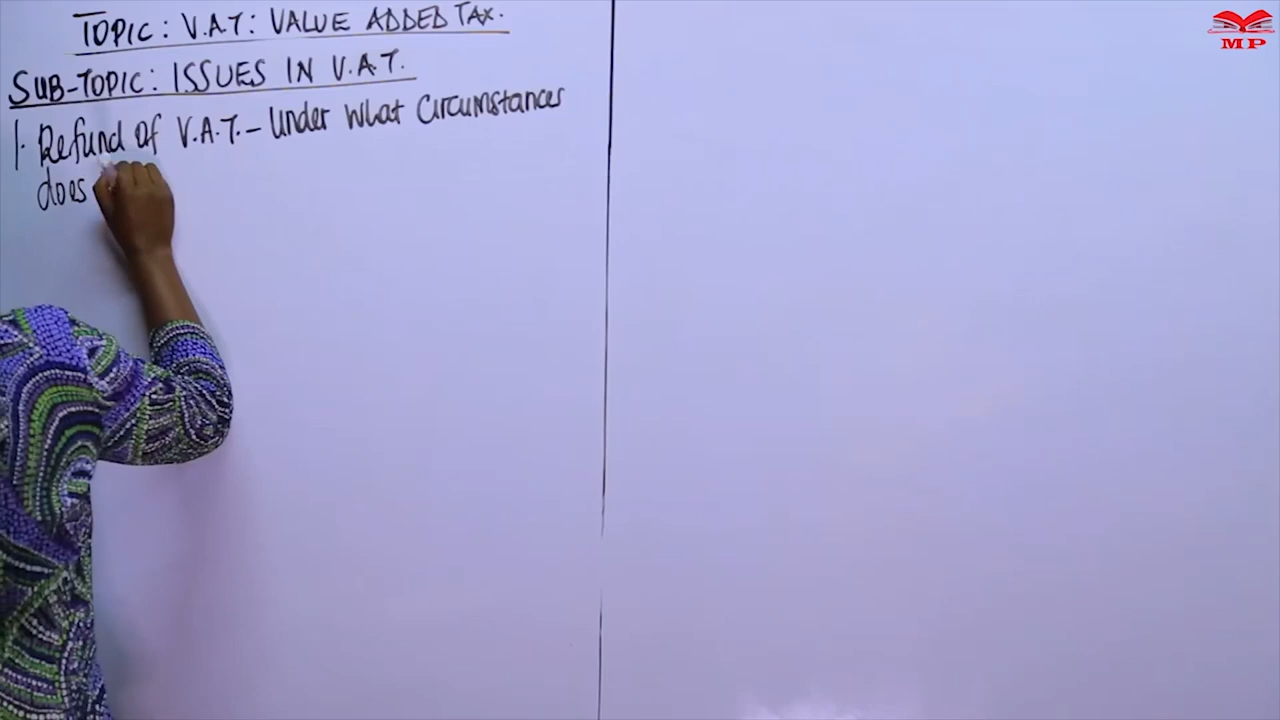 TOPIC: V.A.T: VALUE ADDED TAX.
SUB-TOPIC: ISSUES IN V.A.T.
1. Refund of V.A.T. - Under what Circumstances
does
MP